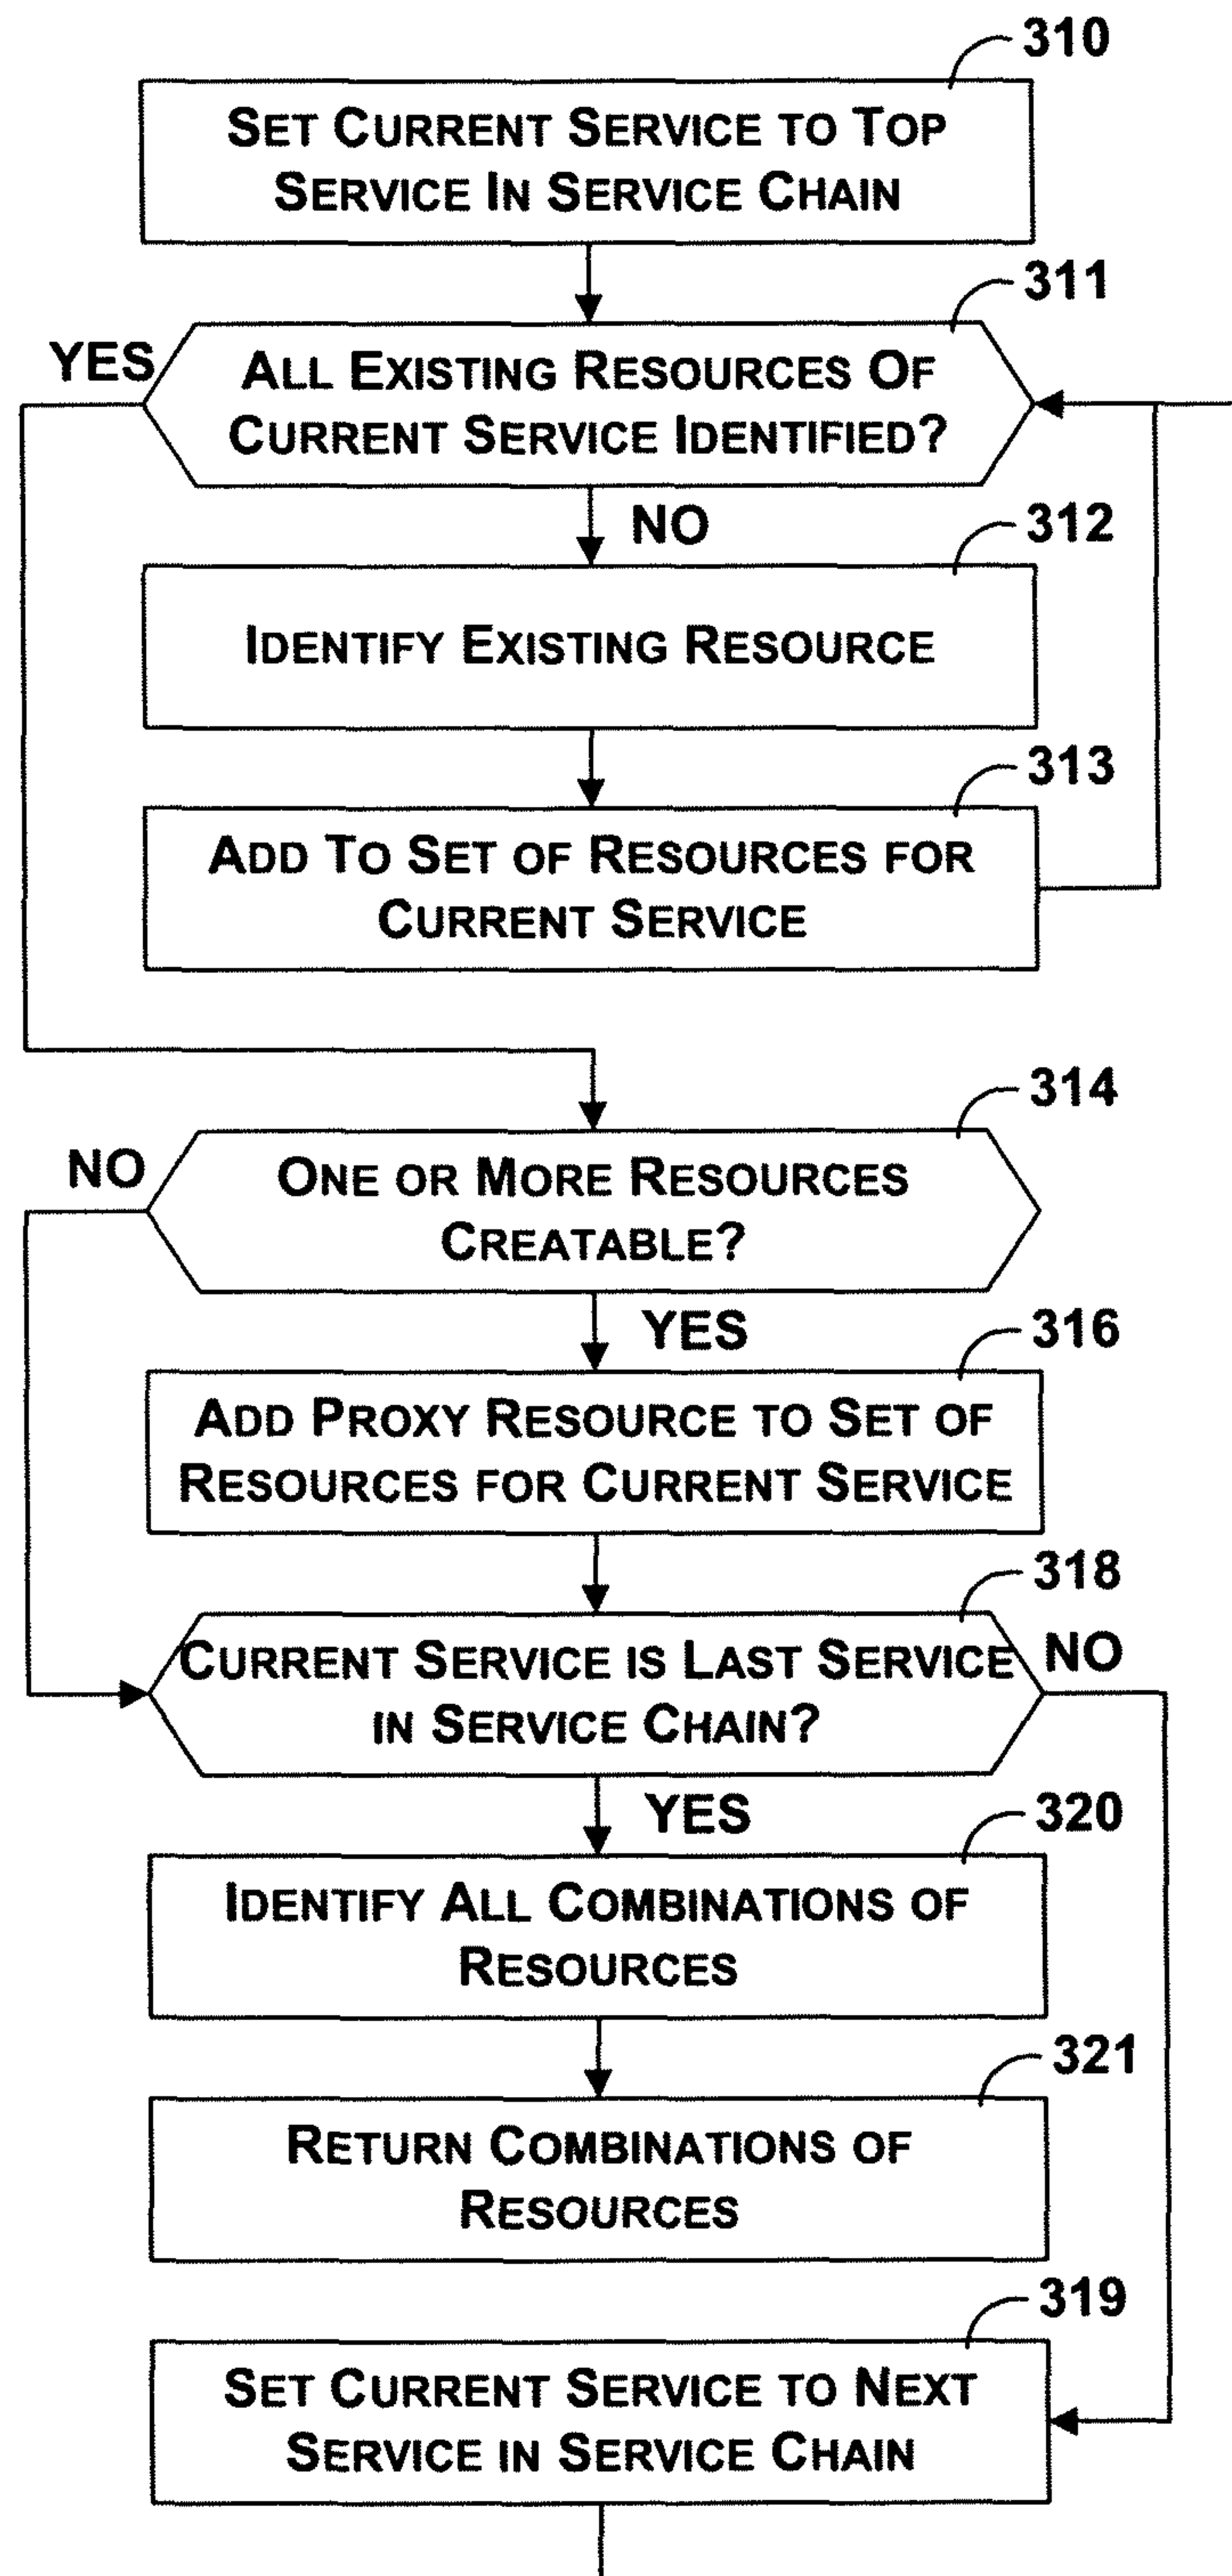 310
SET CURRENT SERVICE TO TOP
SERVICE IN SERVICE CHAIN
311
YES
ALL EXISTING RESOURCES OF
CURRENT SERVICE IDENTIFIED?
NO
312
IDENTIFY EXISTING RESOURCE
313
ADD TO SET OF RESOURCES FOR
CURRENT SERVICE
314
NO
ONE OR MORE RESOURCES
CREATABLE?
YES
316
ADD PROXY RESOURCE TO SET OF
RESOURCES FOR CURRENT SERVICE
318
CURRENT SERVICE IS LAST SERVICE
IN SERVICE CHAIN?
NO
YES
320
IDENTIFY ALL COMBINATIONS OF
RESOURCES
321
RETURN COMBINATIONS OF
RESOURCES
319
SET CURRENT SERVICE TO NEXT
SERVICE IN SERVICE CHAIN